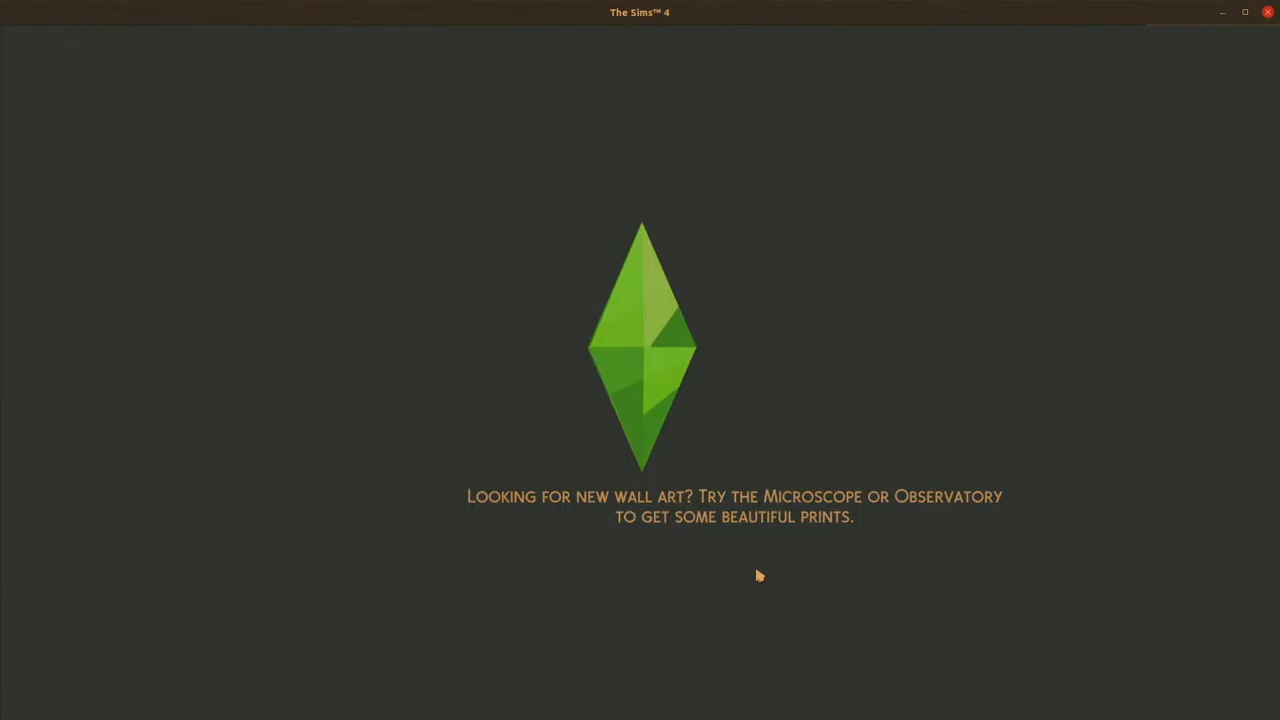 The Sims™ 4
Looking for new wall art? Try the Microscope or Observatory
to get some beautiful prints.